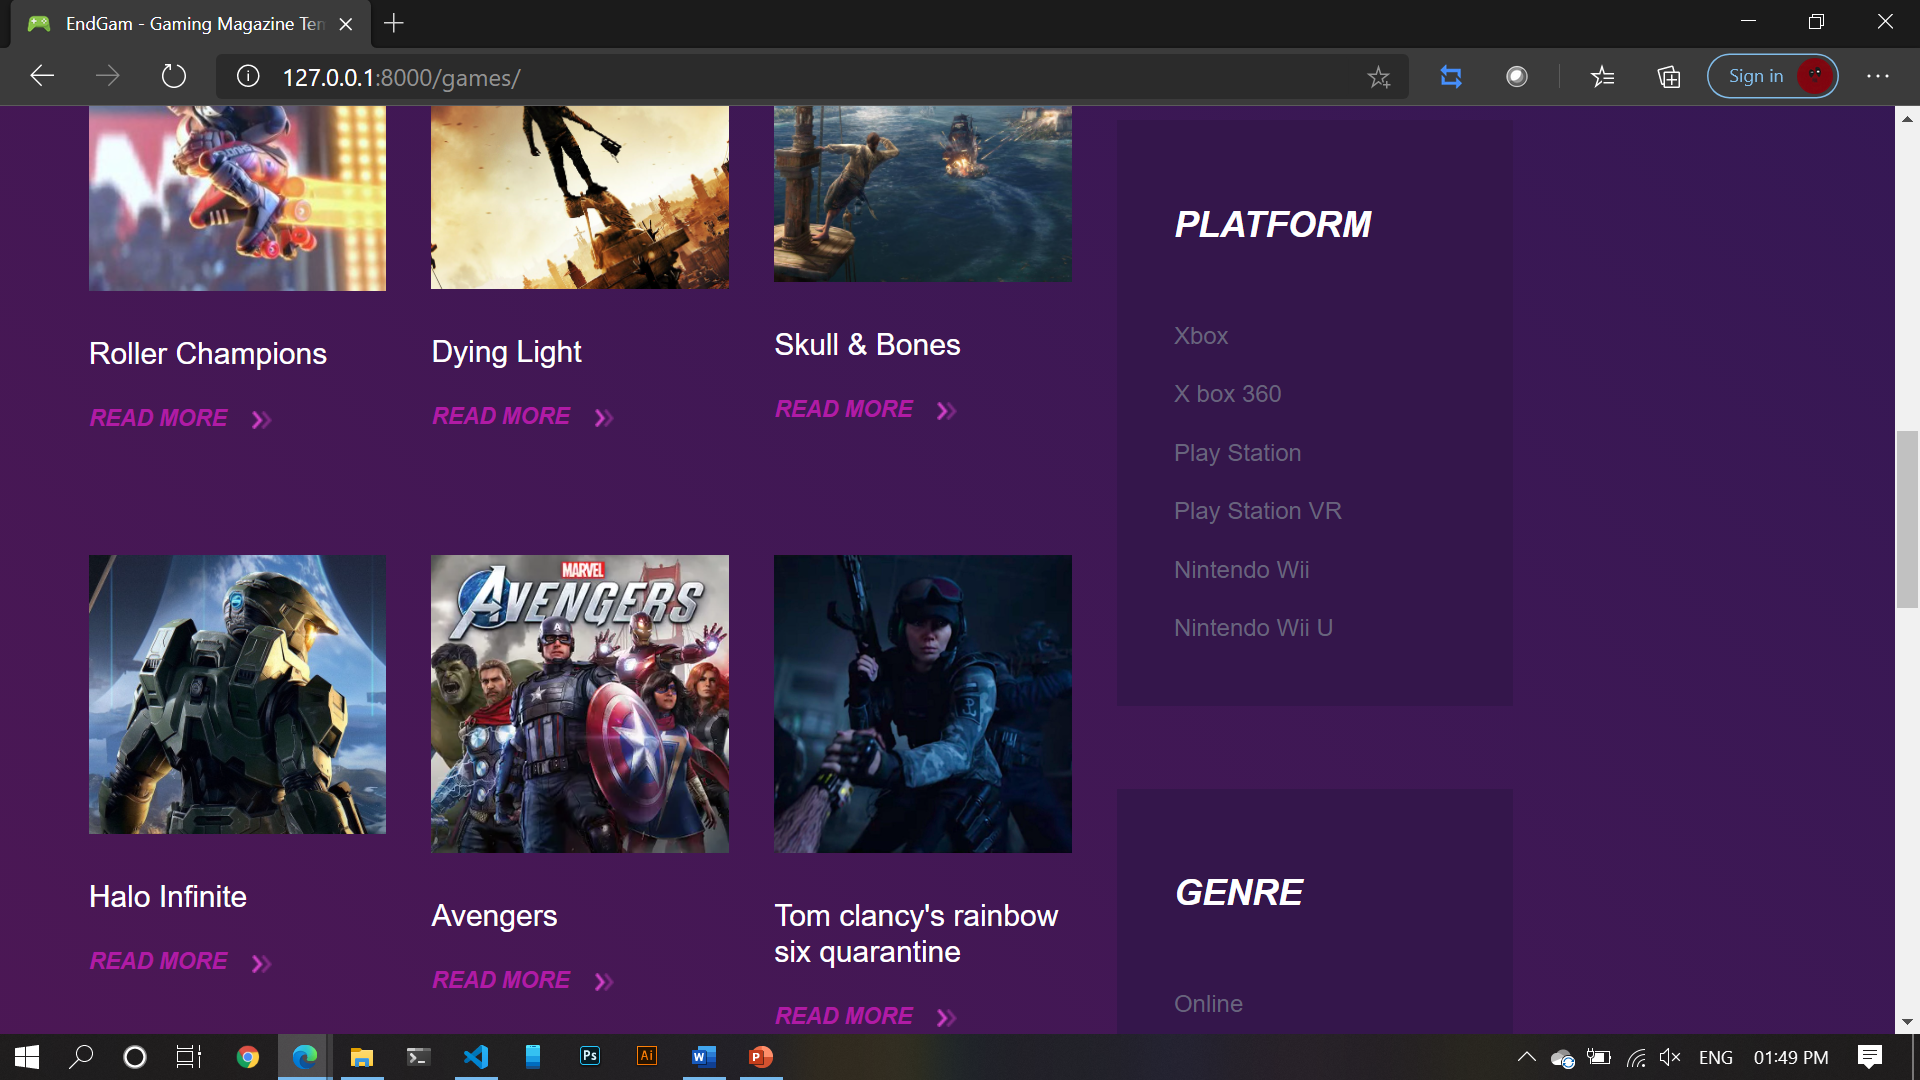 EndGam - Gaming Magazine Ten
127.0.0.1:8000/games/
Sign in
Roller Champions
READ MORE
Dying Light
READ MORE
Skull & Bones
READ MORE
MARVEL
AVENGERS
Halo Infinite
READ MORE
Avengers
READ MORE
Tom clancy's rainbow
six quarantine
READ MORE
PLATFORM
Xbox
X box 360
Play Station
Play Station VR
Nintendo Wii
Nintendo Wii U
GENRE
Online
Ps
Ai
ENG
01:49 PM